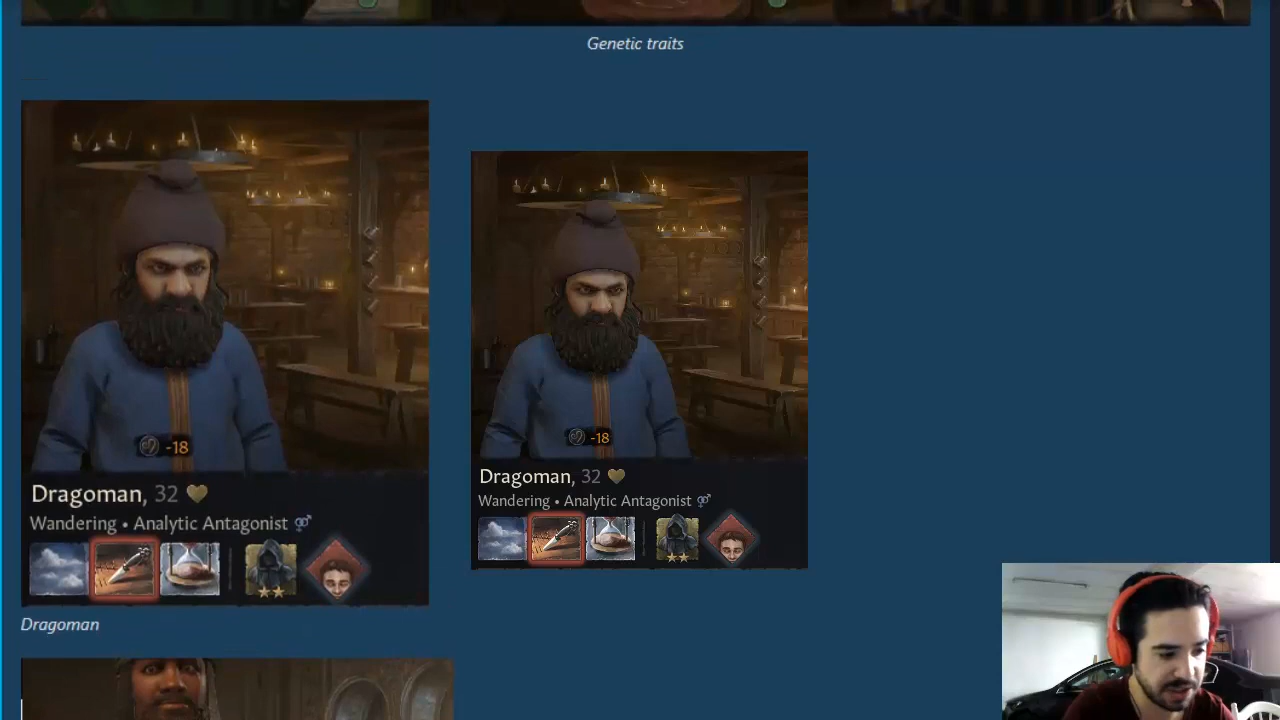 Genetic traits
-18
Dragoman, 32
Wandering • Analytic Antagonist
Dragoman
-18
Dragoman, 32
Wandering • Analytic Antagonist